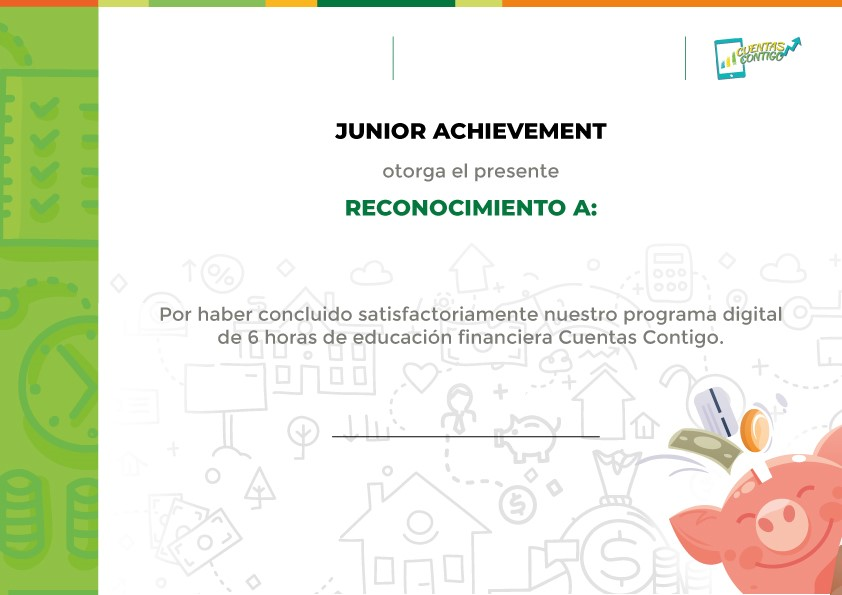 CUENTAS
CONTIGO
JUNIOR ACHIEVEMENT
otorga el presente
RECONOCIMIENTO A:
Por haber concluido satisfactoriamente nuestro programa digital
de 6 horas de educación financiera Cuentas Contigo.